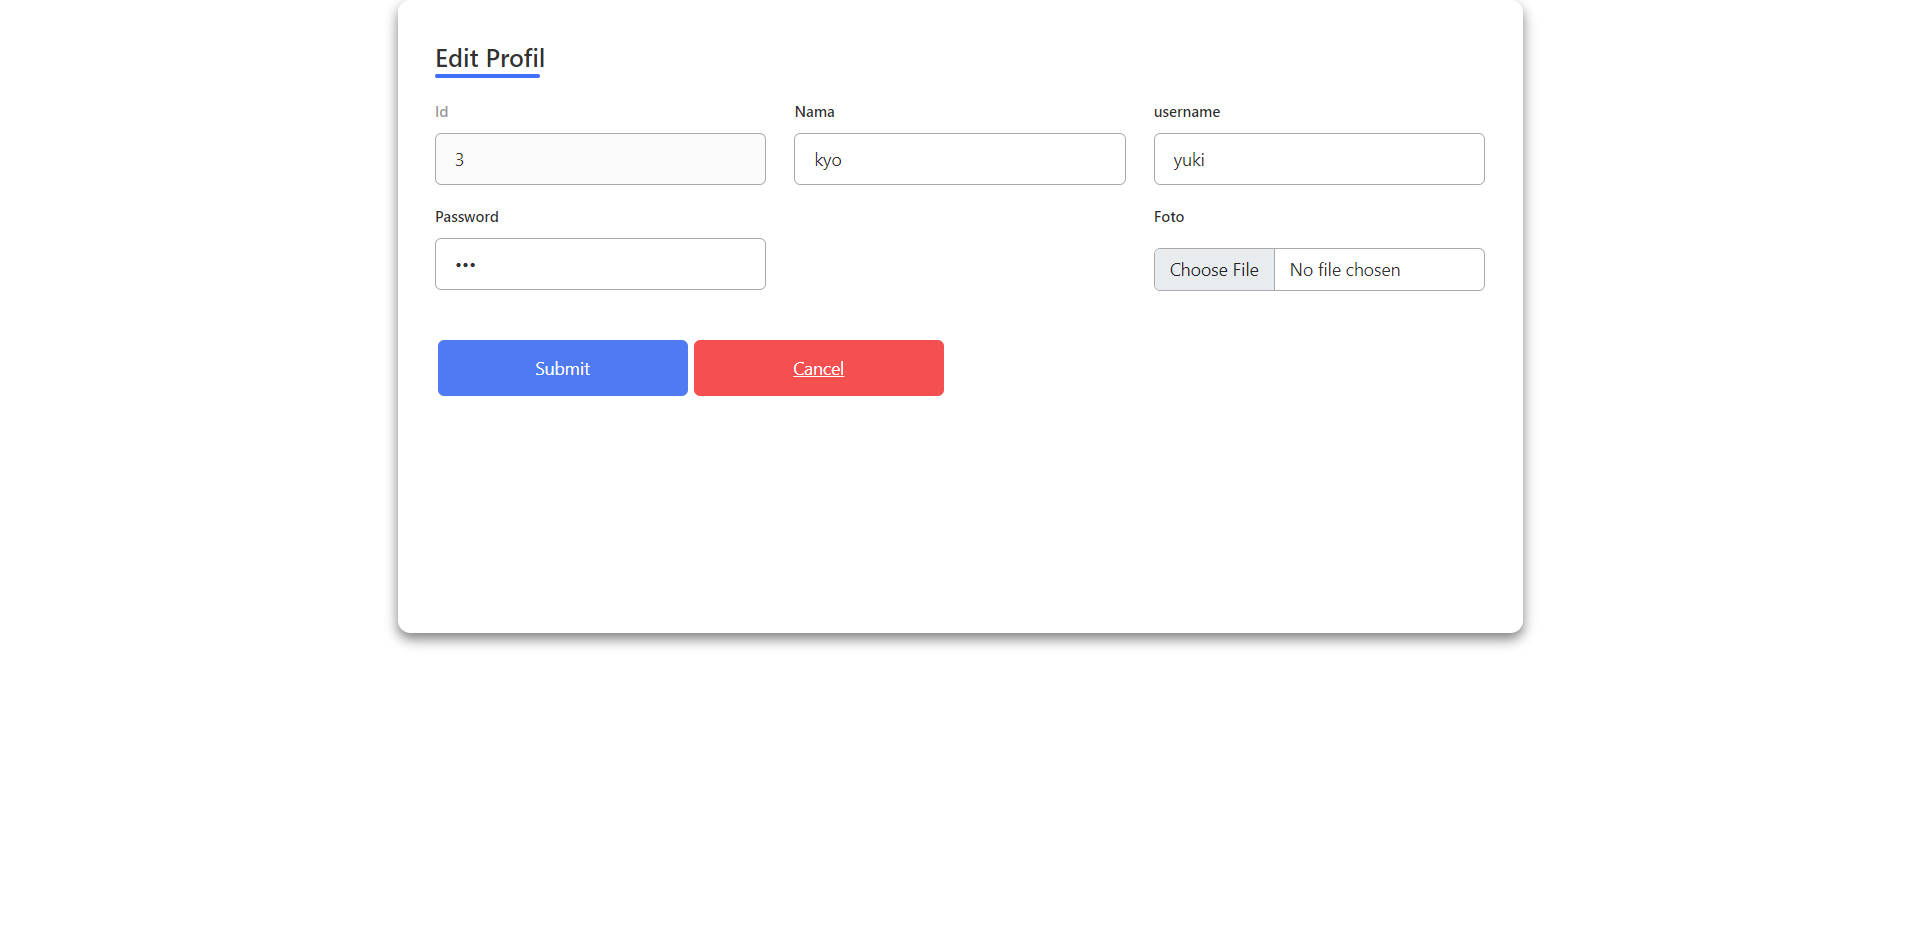 Edit Profil
Id
Nama
username
3
kyo
yuki
Password
Foto
•••
Choose File
No file chosen
Submit
Cancel